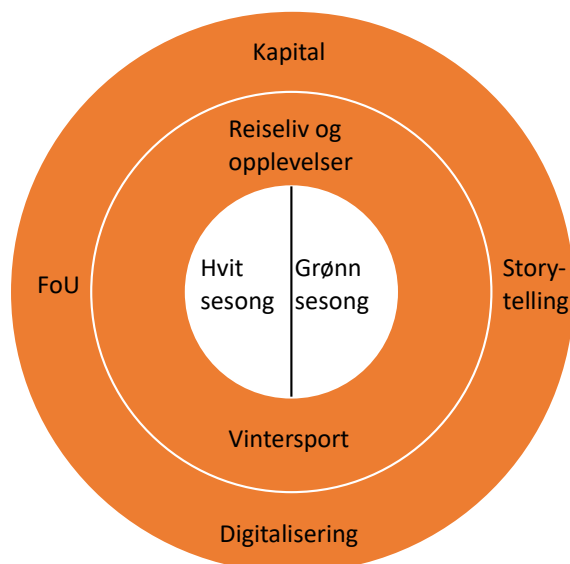 Kapital
Reiseliv og
opplevelser
Hvit
sesong
Grønn
sesong
FoU
Story-
telling
Vintersport
Digitalisering